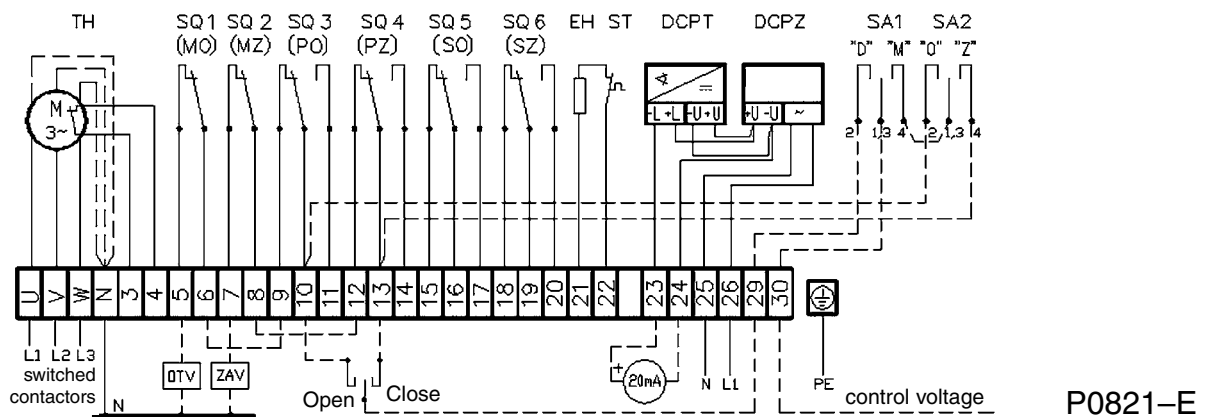 TH SQ 1 SQ 2 SQ 3 SQ 4 SQ 5 SQ 6 EH ST DCPT DCPZ SA1 SA2
(MO) (MZ) (PO) (PZ) (SO) (SZ) "D" "M" "O" "Z"
M
3~
-L +L -U +U +U -U ~
2 1,3 4 2 1,3 4
U V W N 3 4 5 6 7 8 9 10 11 12 13 14 15 16 17 18 19 20 21 22 23 24 25 26 29 30
L1 L2 L3
switched
contactors
N
OTV ZAV
Open Close
+ 20mA
N L1
PE
control voltage
P0821–E